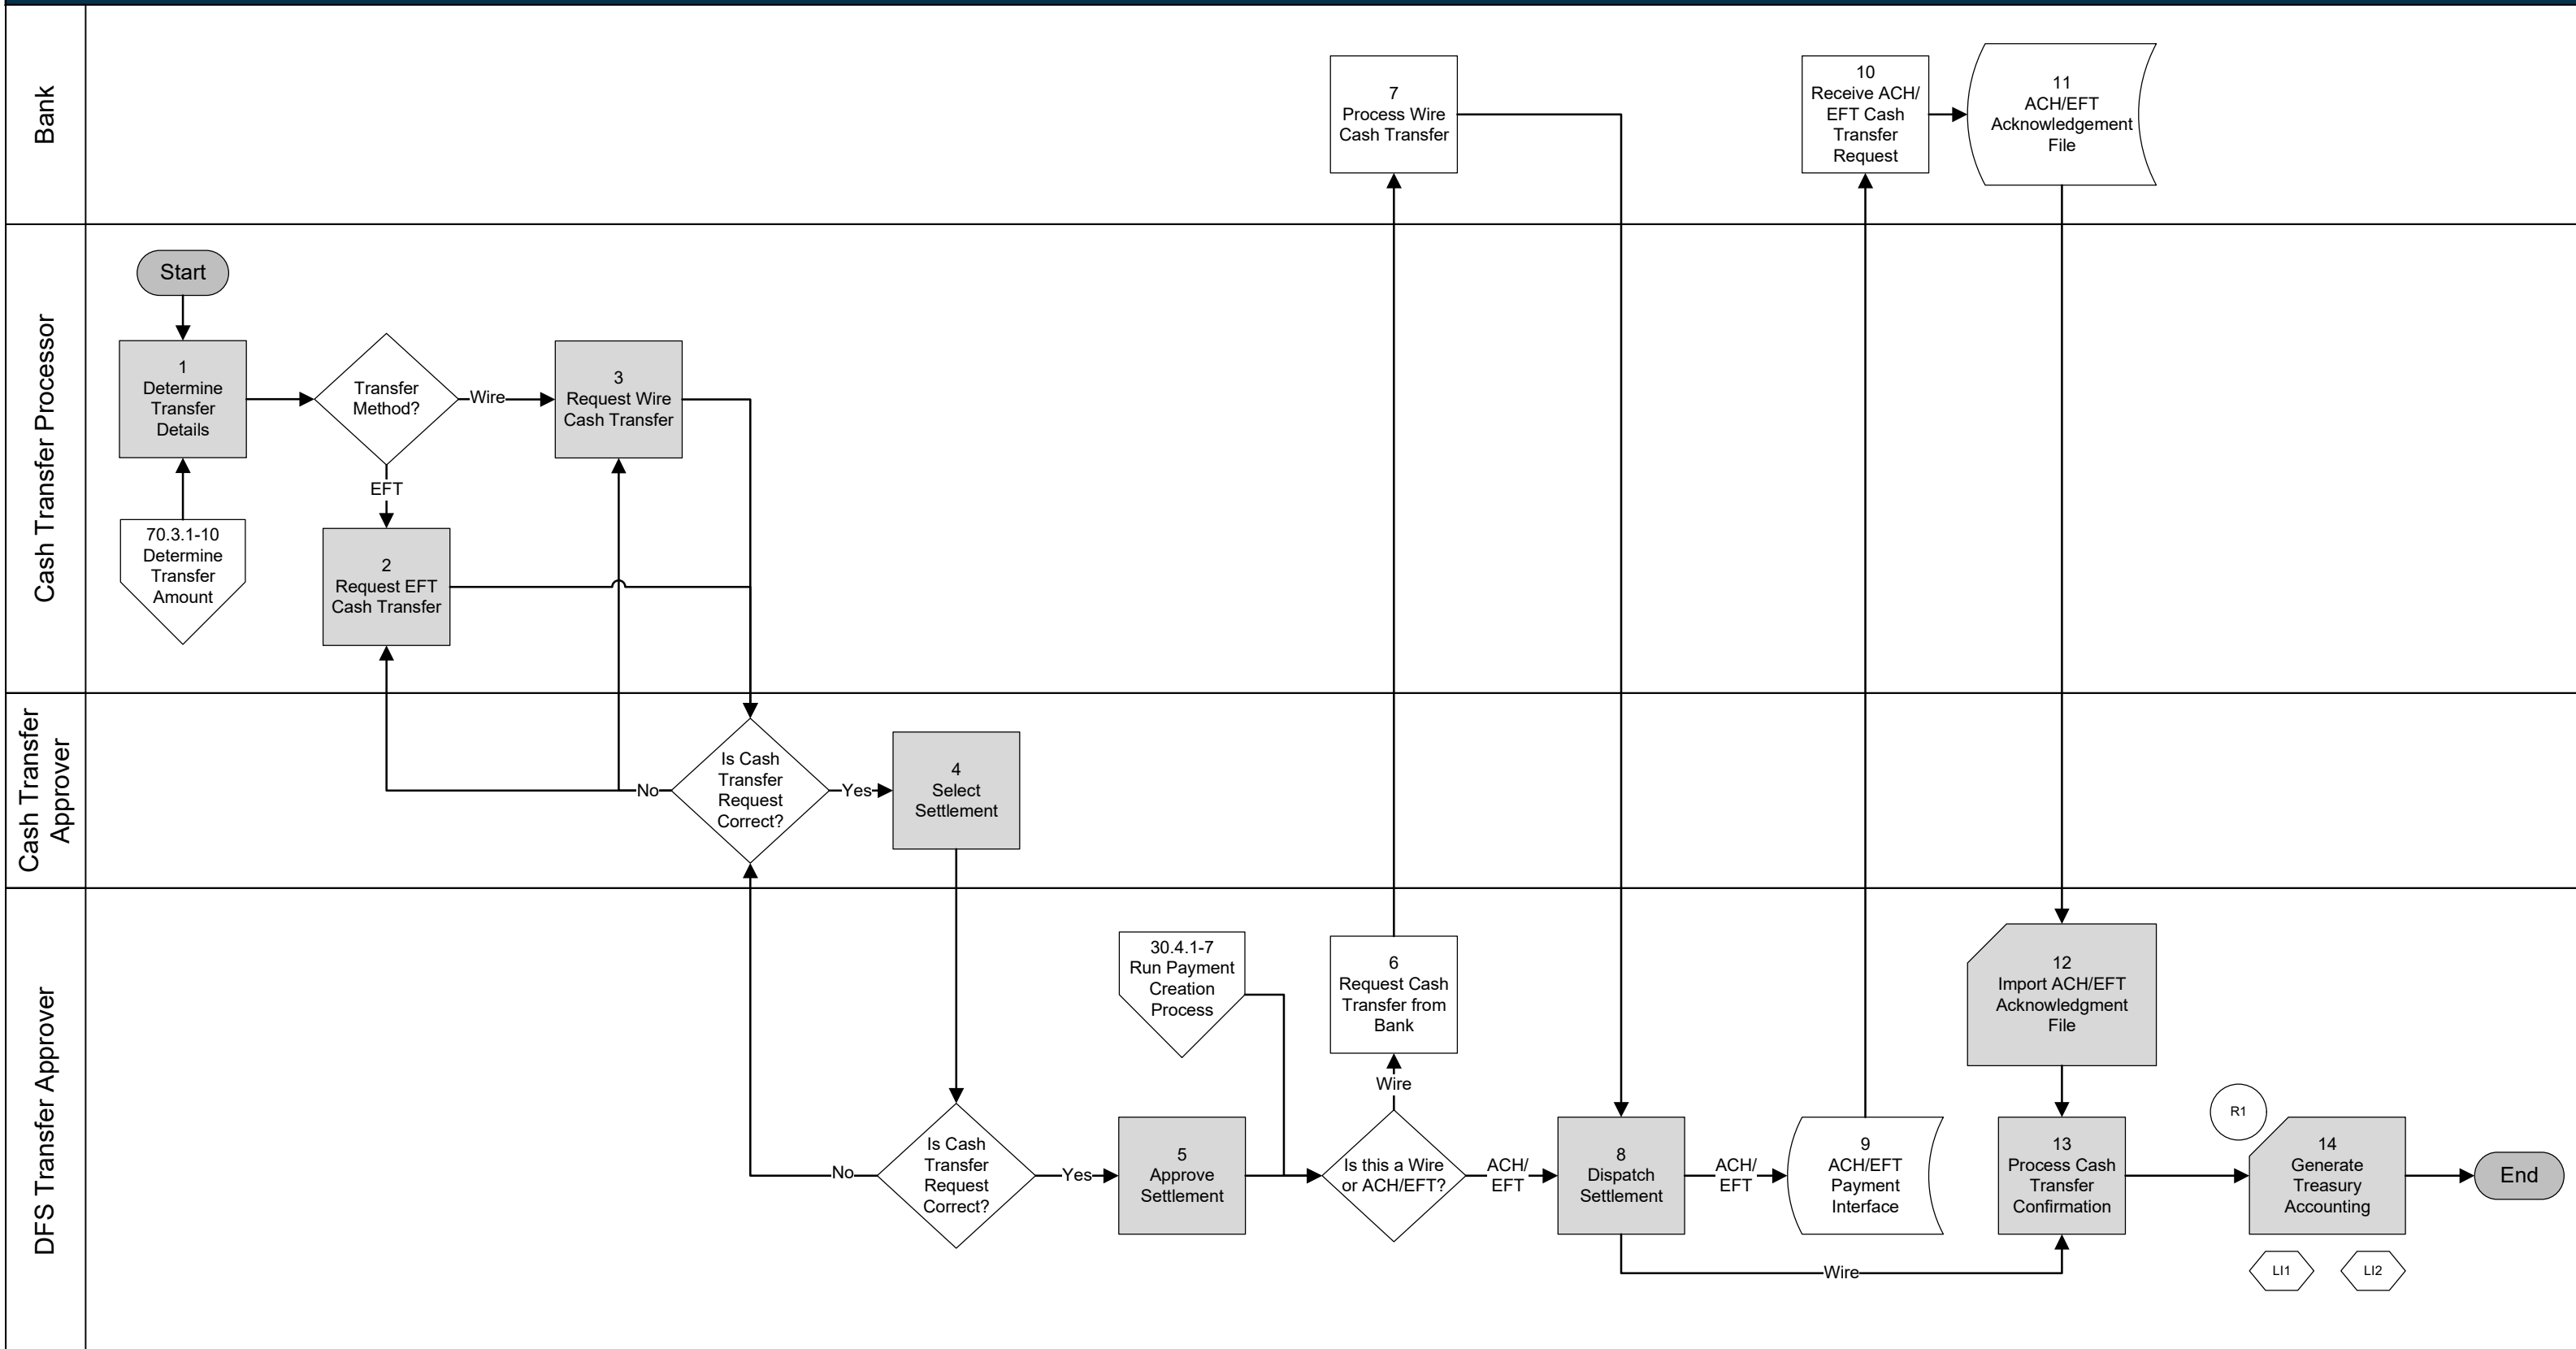 Bank
7
Process Wire
Cash Transfer
10
Receive ACH/
EFT Cash
Transfer
Request
11
ACH/EFT
Acknowledgement
File
Cash Transfer Processor
Start
1
Determine
Transfer
Details
Transfer
Method?
Wire
3
Request Wire
Cash Transfer
EFT
70.3.1-10
Determine
Transfer
Amount
2
Request EFT
Cash Transfer
Cash Transfer
Approver
No
Is Cash
Transfer
Request
Correct?
Yes
4
Select
Settlement
DFS Transfer Approver
No
Is Cash
Transfer
Request
Correct?
Yes
5
Approve
Settlement
30.4.1-7
Run Payment
Creation
Process
6
Request Cash
Transfer from
Bank
Wire
Is this a Wire
or ACH/EFT?
ACH/
EFT
8
Dispatch
Settlement
ACH/
EFT
9
ACH/EFT
Payment
Interface
Wire
12
Import ACH/EFT
Acknowledgment
File
13
Process Cash
Transfer
Confirmation
R1
14
Generate
Treasury
Accounting
LI1
LI2
End